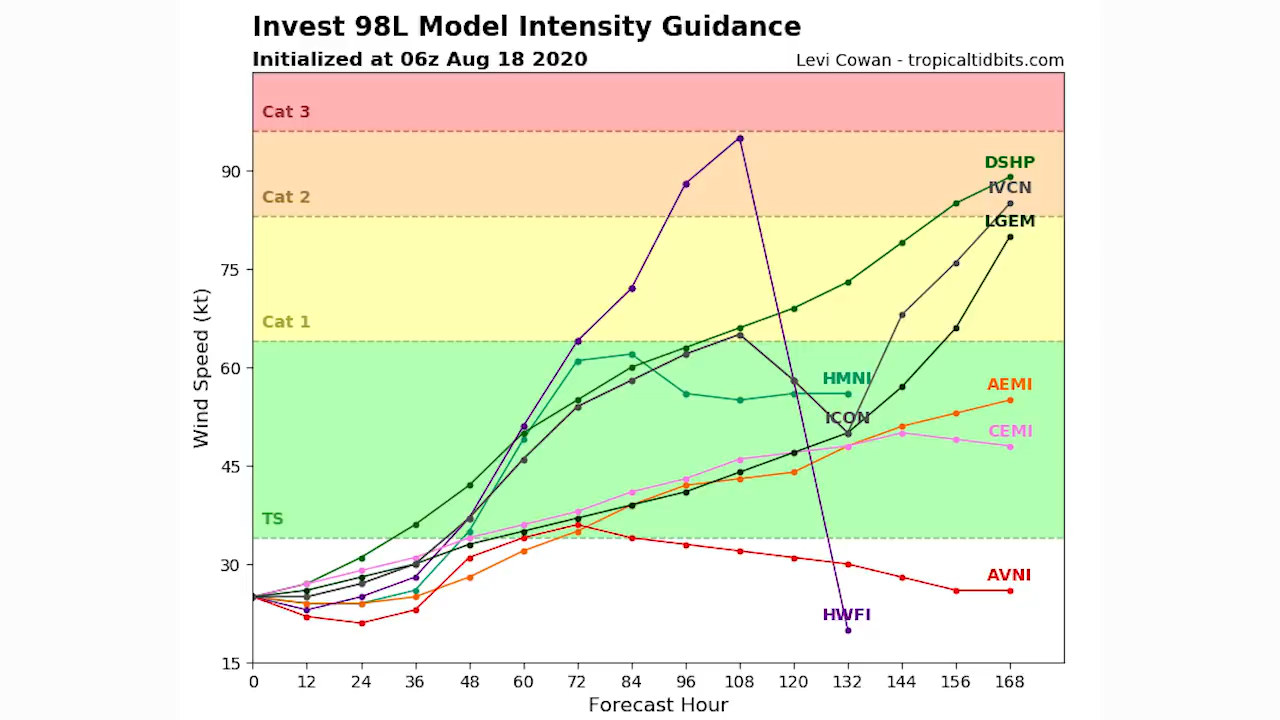 Invest 98L Model Intensity Guidance
Initialized at 06z Aug 18 2020
Levi Cowan - tropicaltidbits.com
Cat 3
90
DSHP
IVCN
Cat 2
LGEM
75
Wind Speed (kt)
Cat 1
60
HMNI
AEMI
ICON
CEMI
45
TS
30
AVNI
HWFI
15
0 12 24 36 48 60 72 84 96 108 120 132 144 156 168
Forecast Hour